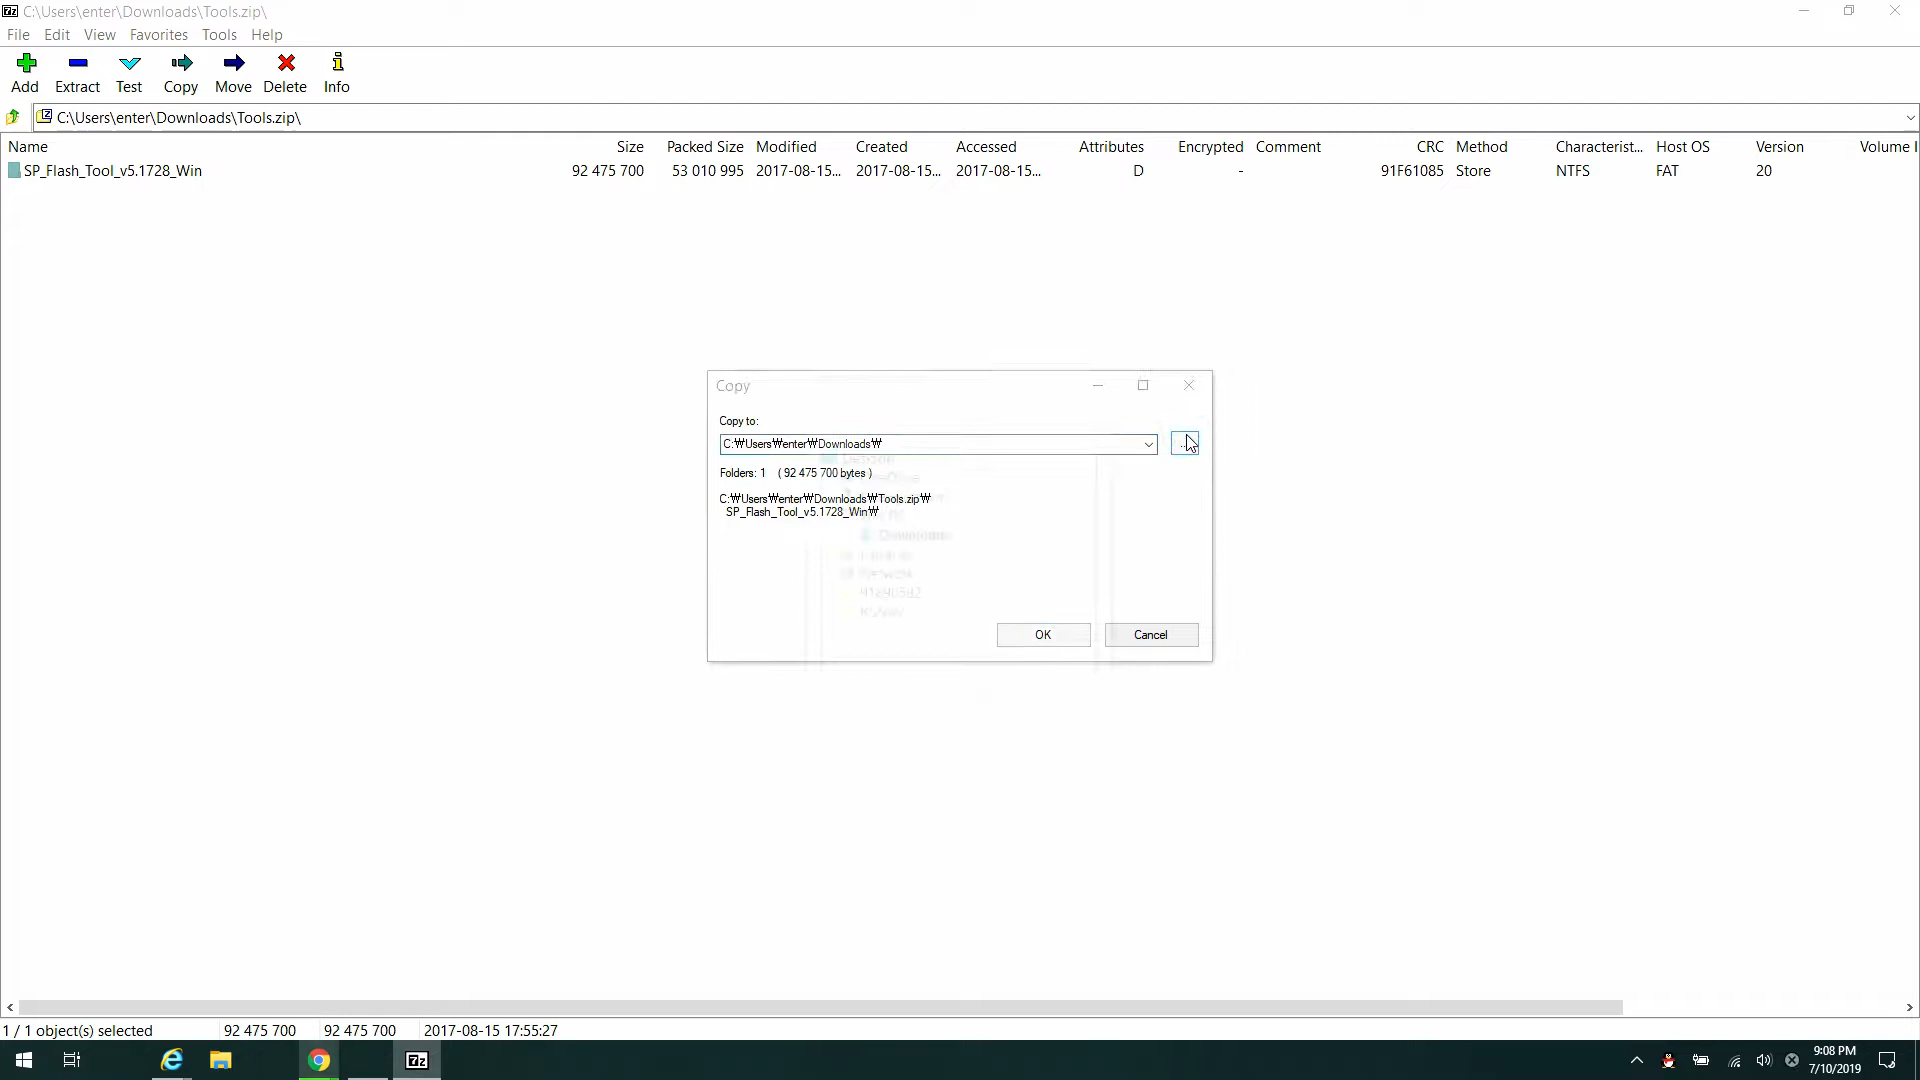 C:\Users\enter\Downloads\Tools.zip\
File Edit View Favorites Tools Help
Add Extract Test Copy Move Delete Info
C:\Users\enter\Downloads\Tools.zip\
Name Size Packed Size Modified Created Accessed Attributes Encrypted Comment CRC Method Characterist... Host OS Version Volume I
SP_Flash_Tool_v5.1728_Win 92 475 700 53 010 995 2017-08-15... 2017-08-15... 2017-08-15... D - 91F61085 Store NTFS FAT 20
Copy
Copy to:
C:₩Users₩enter₩Downloads₩
...
Folders: 1 ( 92 475 700 bytes )
C:₩Users₩enter₩Downloads₩Tools.zip₩
SP_Flash_Tool_v5.1728_Win₩
Downloads
Network
OK Cancel
1 / 1 object(s) selected 92 475 700 92 475 700 2017-08-15 17:55:27
7z
9:08 PM
7/10/2019